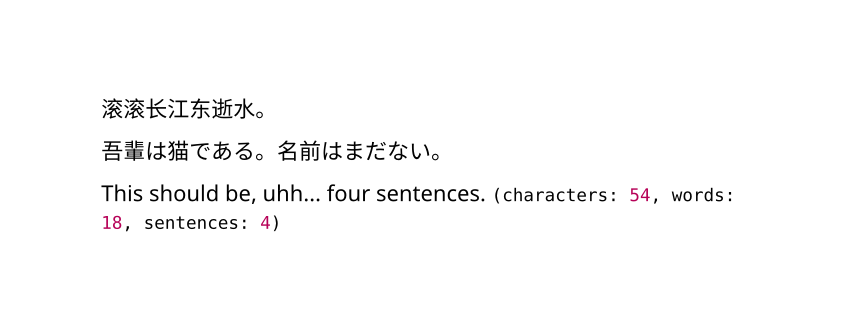 滚滚长江东逝水。
吾輩は猫である。名前はまだない。
This should be, uhh... four sentences. (characters: 54, words:
18, sentences: 4)